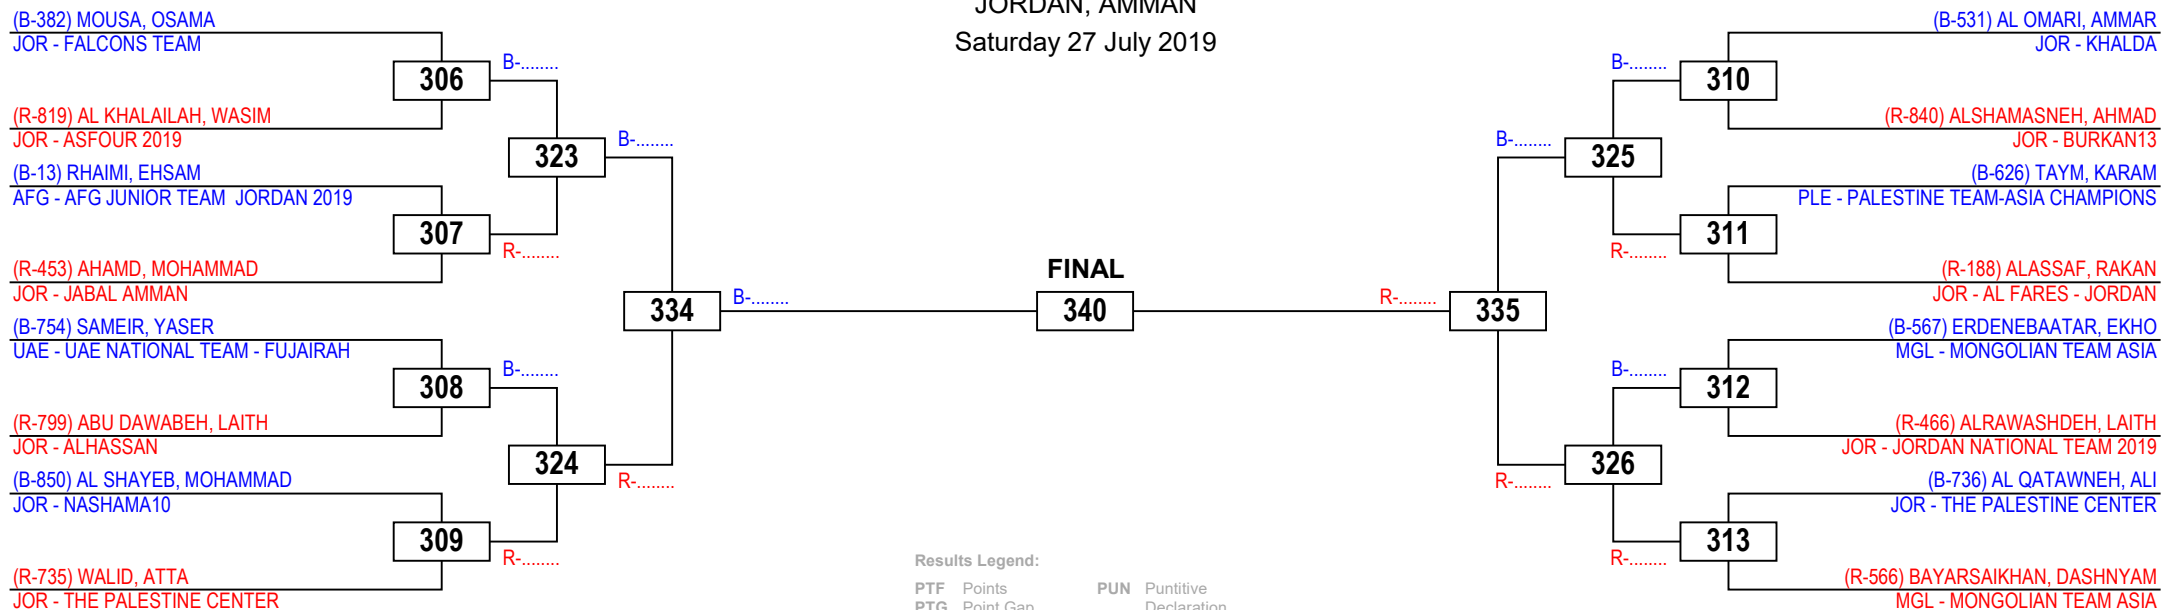 JORDAN, AMMAN
Saturday 27 July 2019
(B-382) MOUSA, OSAMA
JOR - FALCONS TEAM
306
B-........
(R-819) AL KHALAILAH, WASIM
JOR - ASFOUR 2019
323
B-........
(B-13) RHAIMI, EHSAM
AFG - AFG JUNIOR TEAM  JORDAN 2019
307
R-........
(R-453) AHAMD, MOHAMMAD
JOR - JABAL AMMAN
334
B-........
(B-754) SAMEIR, YASER
UAE - UAE NATIONAL TEAM - FUJAIRAH
308
B-........
(R-799) ABU DAWABEH, LAITH
JOR - ALHASSAN
324
R-........
(B-850) AL SHAYEB, MOHAMMAD
JOR - NASHAMA10
309
R-........
(R-735) WALID, ATTA
JOR - THE PALESTINE CENTER
FINAL
340
(B-531) AL OMARI, AMMAR
JOR - KHALDA
B-........
310
(R-840) ALSHAMASNEH, AHMAD
JOR - BURKAN13
B-........
325
(B-626) TAYM, KARAM
PLE - PALESTINE TEAM-ASIA CHAMPIONS
R-........
311
(R-188) ALASSAF, RAKAN
JOR - AL FARES - JORDAN
R-........
335
(B-567) ERDENEBAATAR, EKHO
MGL - MONGOLIAN TEAM ASIA
B-........
312
(R-466) ALRAWASHDEH, LAITH
JOR - JORDAN NATIONAL TEAM 2019
R-........
326
(B-736) AL QATAWNEH, ALI
JOR - THE PALESTINE CENTER
R-........
313
(R-566) BAYARSAIKHAN, DASHNYAM
MGL - MONGOLIAN TEAM ASIA
Results Legend:
PTF Points PUN Puntitive
PTG Point Gap Declaration